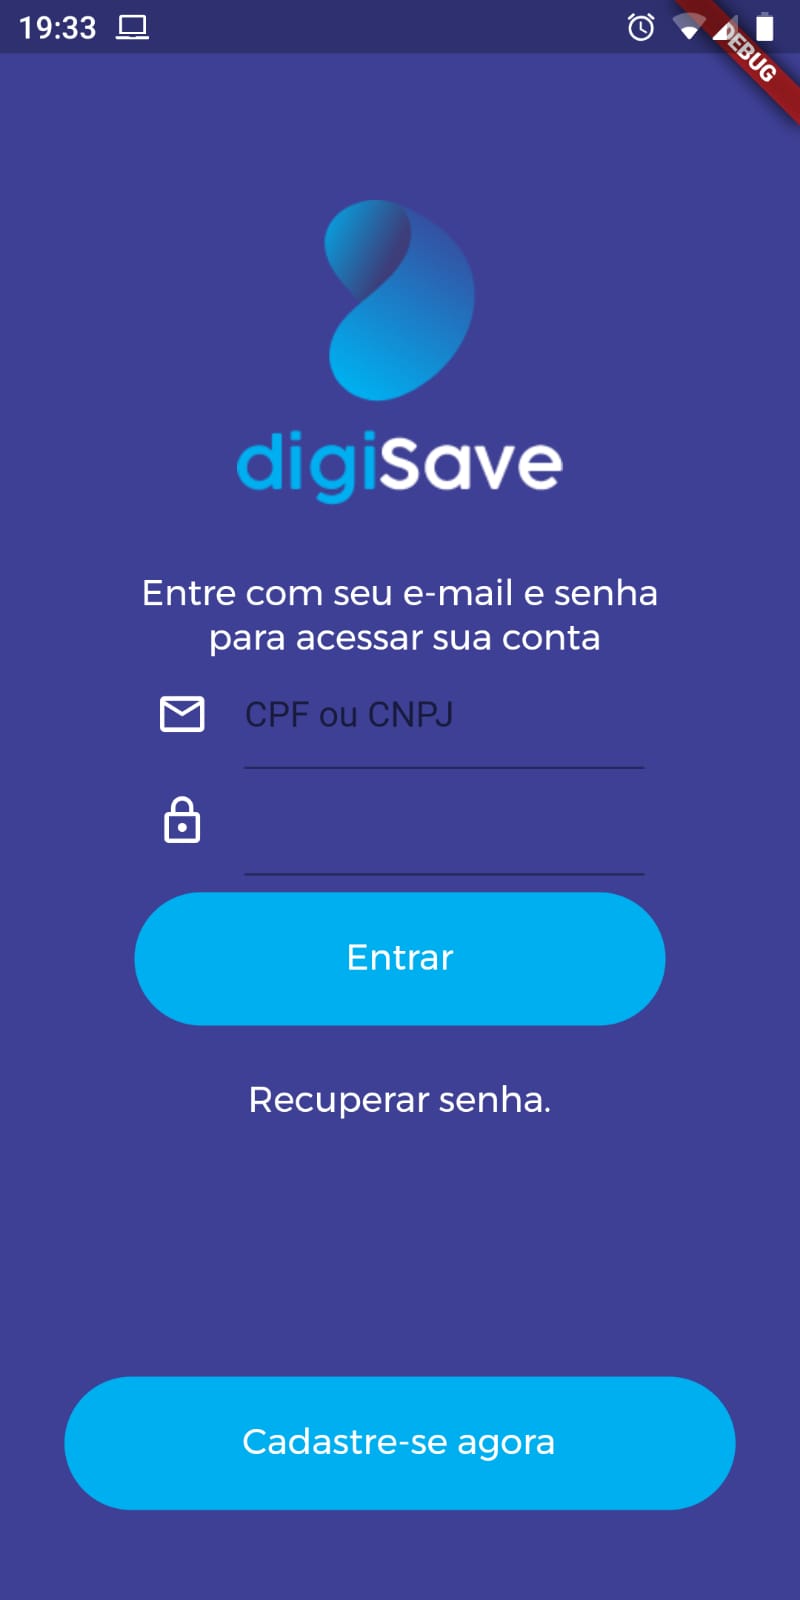 19:33
DEBUG
digiSave
Entre com seu e-mail e senha
para acessar sua conta
CPF ou CNPJ
Entrar
Recuperar senha.
Cadastre-se agora